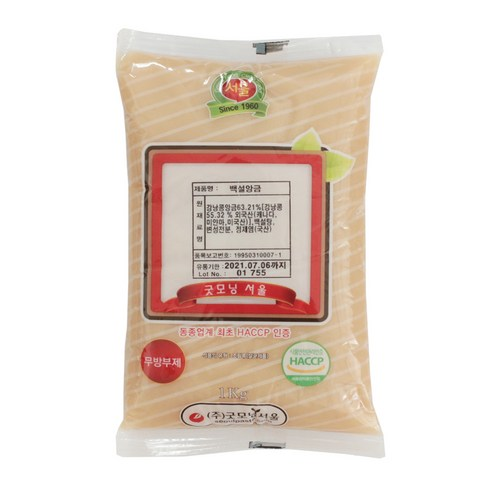 서울
Since 1960
제품명 : 백설앙금
원재료명
강낭콩앙금63.21%[강낭콩
55.32 % 외국산(캐나다,
미얀마,미국산)],백설탕,
변성전분, 정제염(국산)
품목보고번호: 19950310007-1
유통기한 : 2021.07.06까지
Lot No. : 01 755
굿모닝 서울
동종업계 최초 HACCP 인증
무방부제
HACCP
1Kg
(주)굿모닝서울